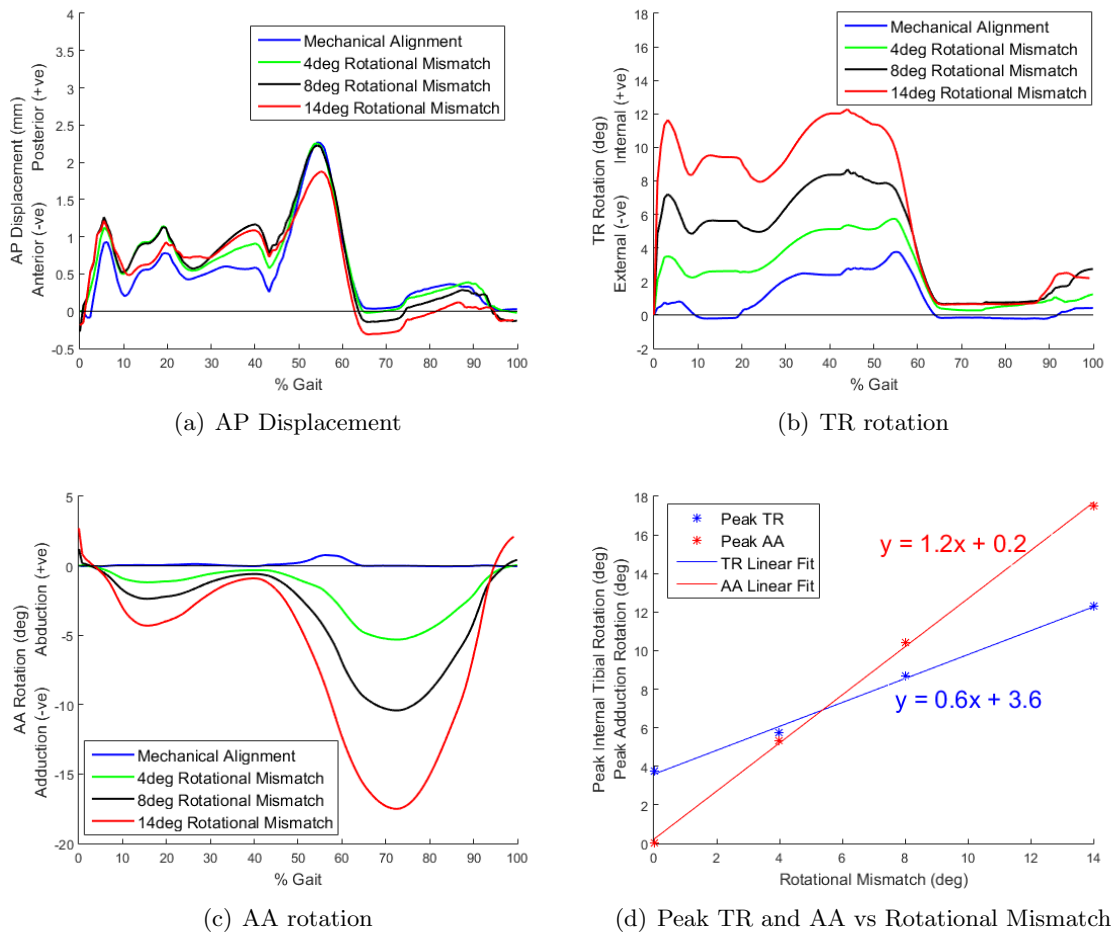 4
3.5
3
2.5
2
1.5
1
0.5
0
-0.5
AP Displacement (mm)
Anterior (-ve) Posterior (+ve)
Mechanical Alignment
4deg Rotational Mismatch
8deg Rotational Mismatch
14deg Rotational Mismatch
0 10 20 30 40 50 60 70 80 90 100
% Gait
(a) AP Displacement
18
16
14
12
10
8
6
4
2
0
-2
TR Rotation (deg)
External (-ve) Internal (+ve)
Mechanical Alignment
4deg Rotational Mismatch
8deg Rotational Mismatch
14deg Rotational Mismatch
0 10 20 30 40 50 60 70 80 90 100
% Gait
(b) TR rotation
5
0
-5
-10
-15
-20
AA Rotation (deg)
Adduction (-ve) Abduction (+ve)
Mechanical Alignment
4deg Rotational Mismatch
8deg Rotational Mismatch
14deg Rotational Mismatch
0 10 20 30 40 50 60 70 80 90 100
% Gait
(c) AA rotation
18
16
14
12
10
8
6
4
2
0
Peak Internal Tibial Rotation (deg)
Peak Adduction Rotation (deg)
Peak TR
Peak AA
TR Linear Fit
AA Linear Fit
y = 1.2x + 0.2
y = 0.6x + 3.6
0 2 4 6 8 10 12 14
Rotational Mismatch (deg)
(d) Peak TR and AA vs Rotational Mismatch